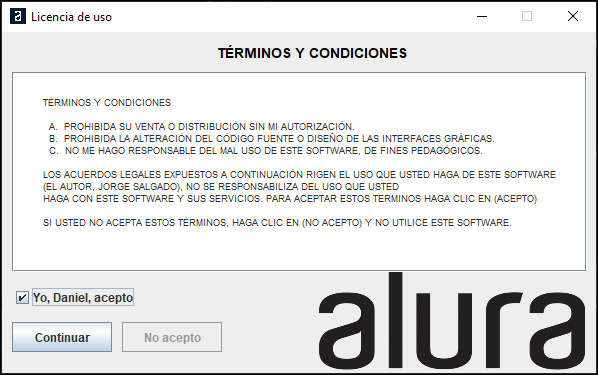 Licencia de uso
TÉRMINOS Y CONDICIONES
TÉRMINOS Y CONDICIONES
A. PROHIBIDA SU VENTA O DISTRIBUCIÓN SIN MI AUTORIZACIÓN.
B. PROHIBIDA LA ALTERACIÓN DEL CÓDIGO FUENTE O DISEÑO DE LAS INTERFACES GRÁFICAS.
C. NO ME HAGO RESPONSABLE DEL MAL USO DE ESTE SOFTWARE, DE FINES PEDAGÓGICOS.
LOS ACUERDOS LEGALES EXPUESTOS A CONTINUACIÓN RIGEN EL USO QUE USTED HAGA DE ESTE SOFTWARE
(EL AUTOR, JORGE SALGADO), NO SE RESPONSABILIZA DEL USO QUE USTED
HAGA CON ESTE SOFTWARE Y SUS SERVICIOS. PARA ACEPTAR ESTOS TERMINOS HAGA CLIC EN (ACEPTO)
SI USTED NO ACEPTA ESTOS TÉRMINOS, HAGA CLIC EN (NO ACEPTO) Y NO UTILICE ESTE SOFTWARE.
Yo, Daniel, acepto
Continuar
No acepto
alura